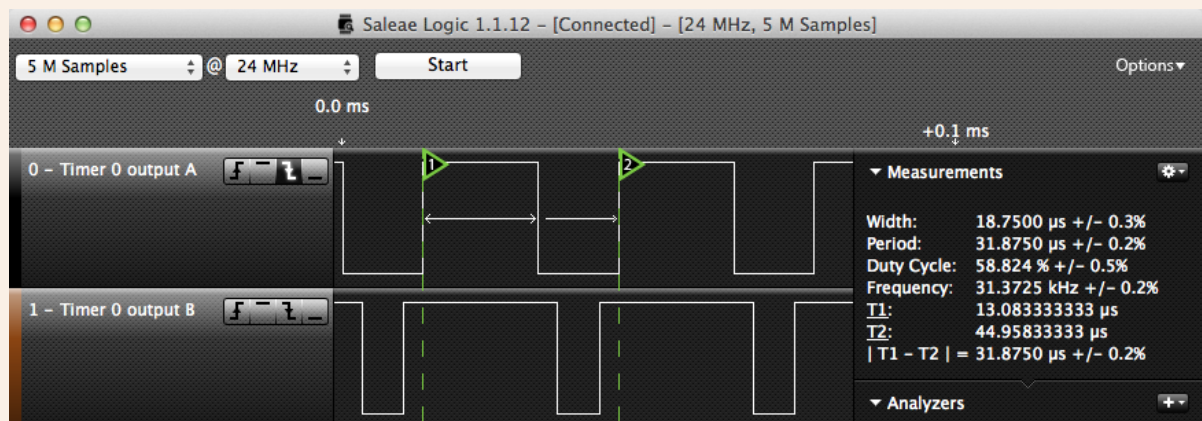 Saleae Logic 1.1.12 – [Connected] – [24 MHz, 5 M Samples]
5 M Samples @ 24 MHz Start Options▾
0.0 ms
+0.1 ms
0 – Timer 0 output A
1 2
▾ Measurements
Width: 18.7500 µs +/- 0.3%
Period: 31.8750 µs +/- 0.2%
Duty Cycle: 58.824 % +/- 0.5%
Frequency: 31.3725 kHz +/- 0.2%
T1: 13.083333333 µs
T2: 44.95833333 µs
| T1 – T2 | = 31.8750 µs +/- 0.2%
1 – Timer 0 output B
▾ Analyzers